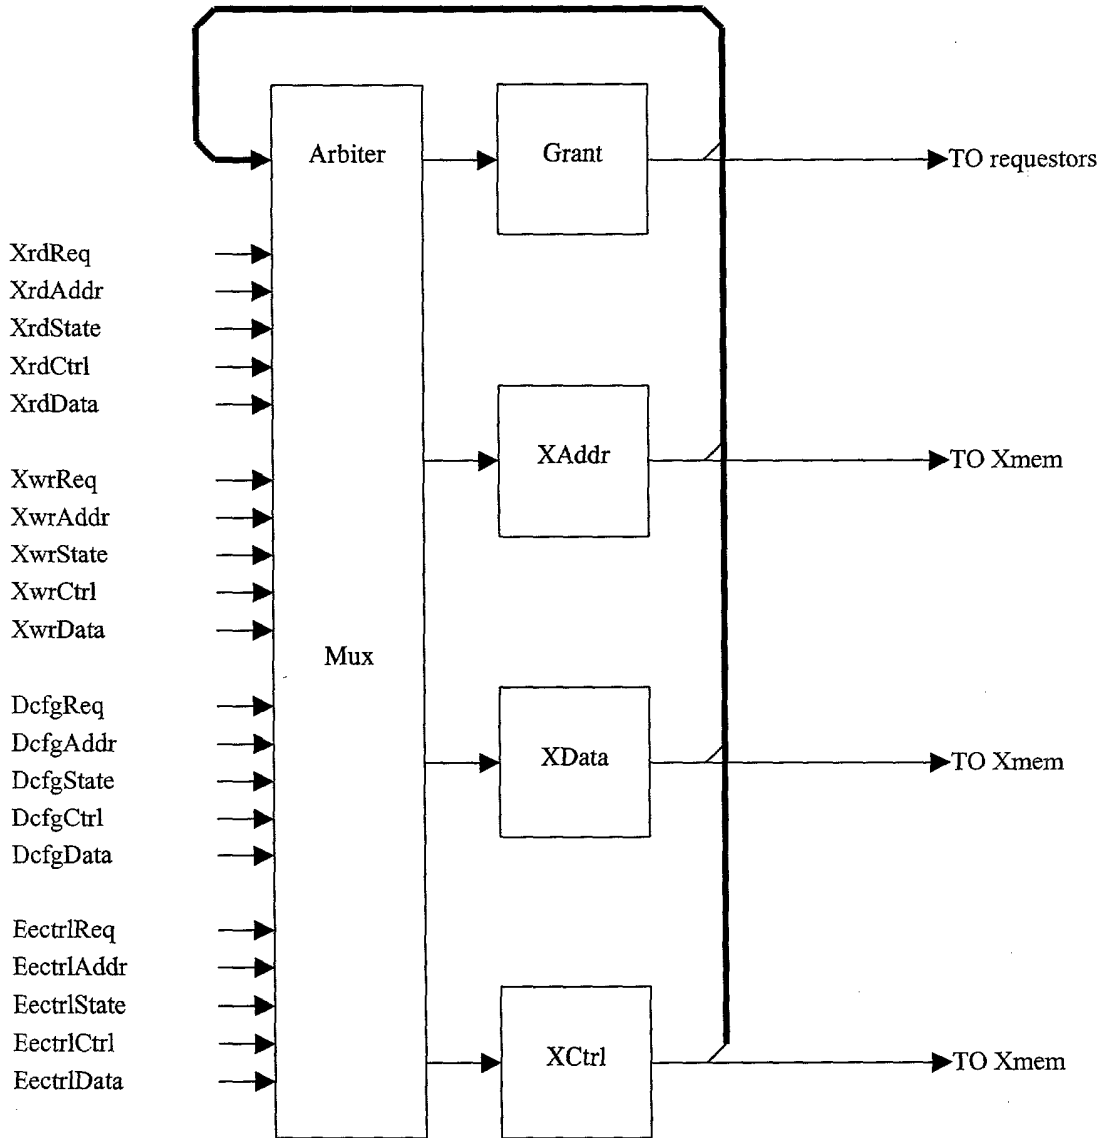 Arbiter
Grant
TO requestors
XrdReq
XrdAddr
XrdState
XrdCtrl
XrdData
XAddr
TO Xmem
XwrReq
XwrAddr
XwrState
XwrCtrl
XwrData
Mux
DcfgReq
DcfgAddr
DcfgState
DcfgCtrl
DcfgData
XData
TO Xmem
EectrlReq
EectrlAddr
EectrlState
EectrlCtrl
EectrlData
XCtrl
TO Xmem